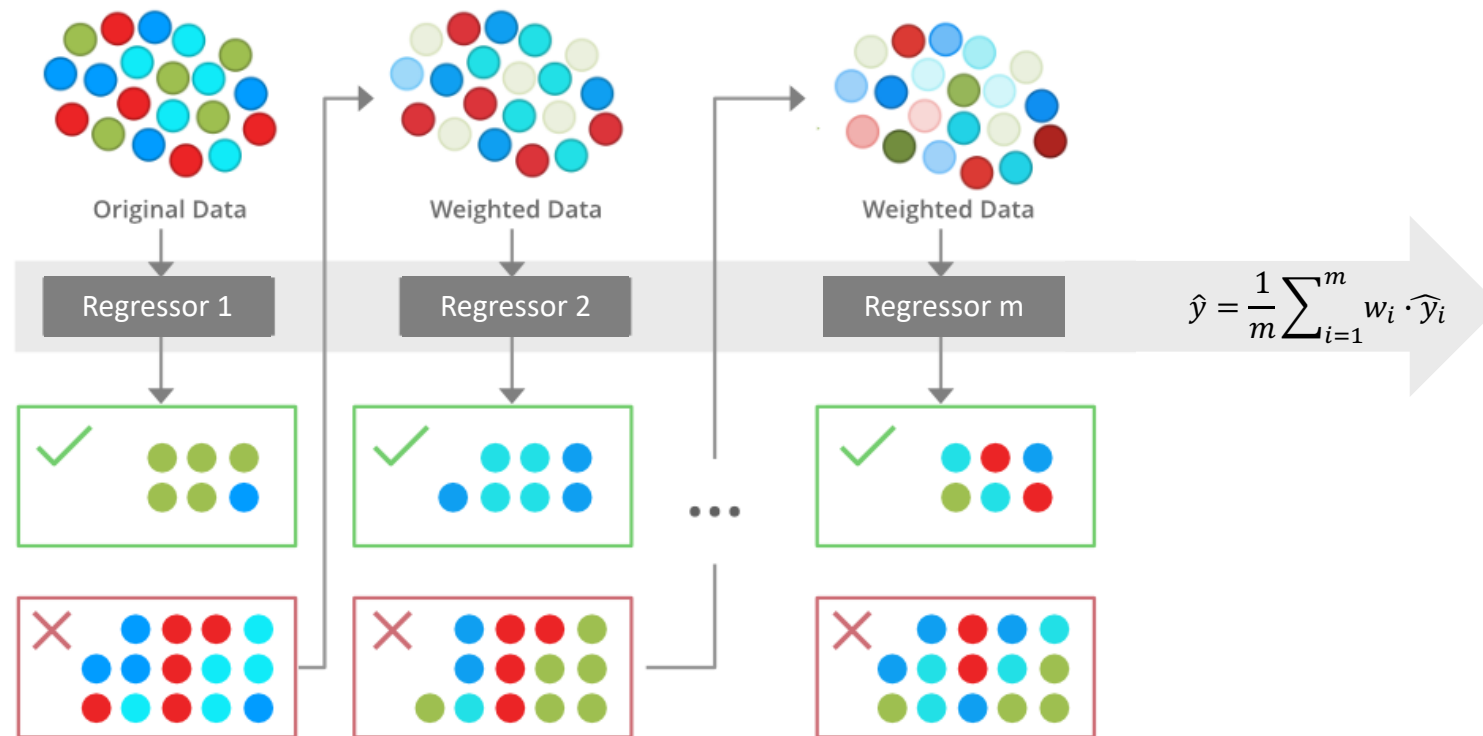 Original Data
Weighted Data
Weighted Data
Regressor 1
Regressor 2
Regressor m
ŷ = 1/m ∑_{i=1}^{m} w_i · ŷ_i
...